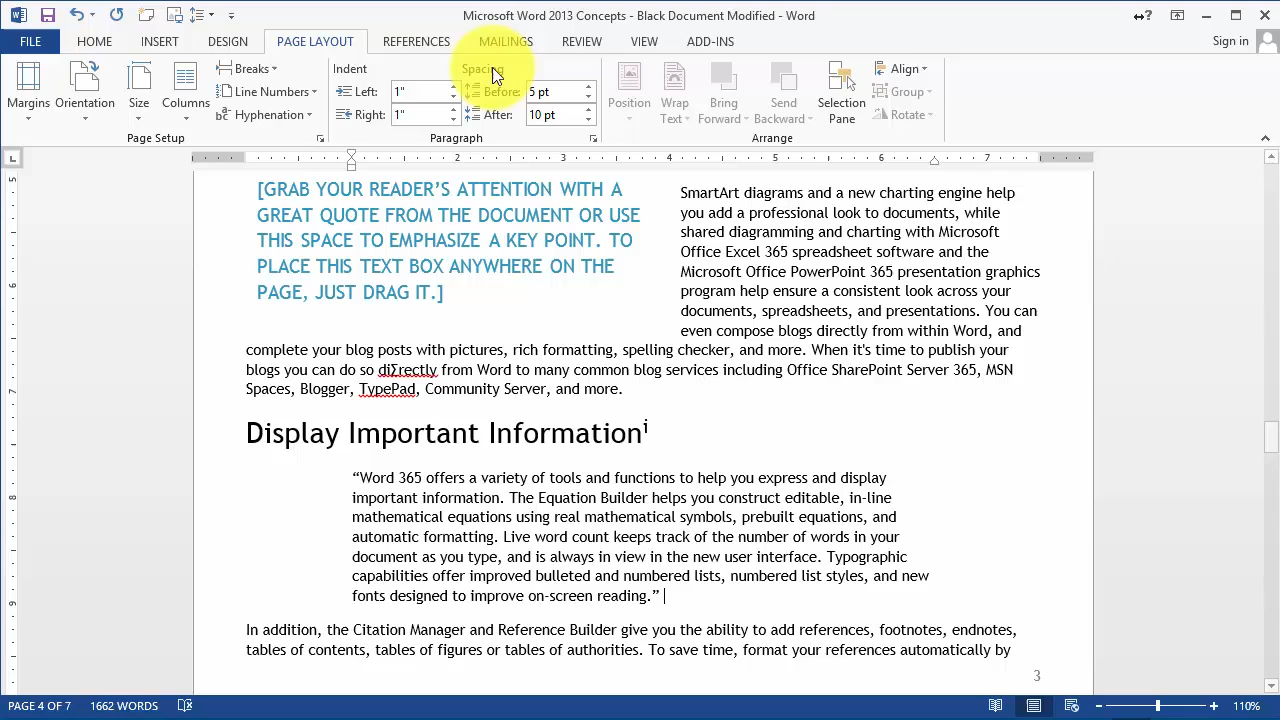 Microsoft Word 2013 Concepts - Black Document Modified - Word
Sign in
FILE HOME INSERT DESIGN PAGE LAYOUT REFERENCES MAILINGS REVIEW VIEW ADD-INS
Margins
Orientation
Size
Columns
Breaks
Line Numbers
Hyphenation
Page Setup
Indent
Left: 1"
Right: 1"
Spacing
Before: 5 pt
After: 10 pt
Paragraph
Position
Wrap Text
Bring Forward
Send Backward
Selection Pane
Align
Group
Rotate
Arrange
2 3 4 5 6 7
5
6
7
8
9
[GRAB YOUR READER’S ATTENTION WITH A
GREAT QUOTE FROM THE DOCUMENT OR USE
THIS SPACE TO EMPHASIZE A KEY POINT. TO
PLACE THIS TEXT BOX ANYWHERE ON THE
PAGE, JUST DRAG IT.]
SmartArt diagrams and a new charting engine help
you add a professional look to documents, while
shared diagramming and charting with Microsoft
Office Excel 365 spreadsheet software and the
Microsoft Office PowerPoint 365 presentation graphics
program help ensure a consistent look across your
documents, spreadsheets, and presentations. You can
even compose blogs directly from within Word, and
complete your blog posts with pictures, rich formatting, spelling checker, and more. When it's time to publish your
blogs you can do so diΣrectly from Word to many common blog services including Office SharePoint Server 365, MSN
Spaces, Blogger, TypePad, Community Server, and more.
Display Important Informationⁱ
“Word 365 offers a variety of tools and functions to help you express and display
important information. The Equation Builder helps you construct editable, in-line
mathematical equations using real mathematical symbols, prebuilt equations, and
automatic formatting. Live word count keeps track of the number of words in your
document as you type, and is always in view in the new user interface. Typographic
capabilities offer improved bulleted and numbered lists, numbered list styles, and new
fonts designed to improve on-screen reading.”
In addition, the Citation Manager and Reference Builder give you the ability to add references, footnotes, endnotes,
tables of contents, tables of figures or tables of authorities. To save time, format your references automatically by
3
PAGE 4 OF 7 1662 WORDS 110%